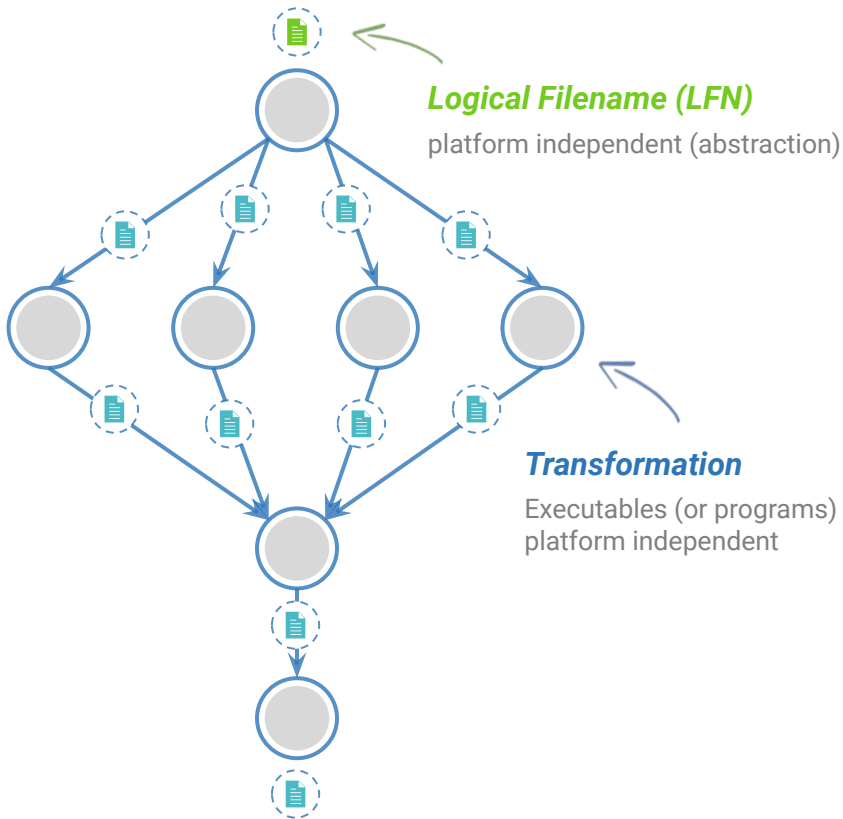 Logical Filename (LFN)
platform independent (abstraction)
Transformation
Executables (or programs)
platform independent